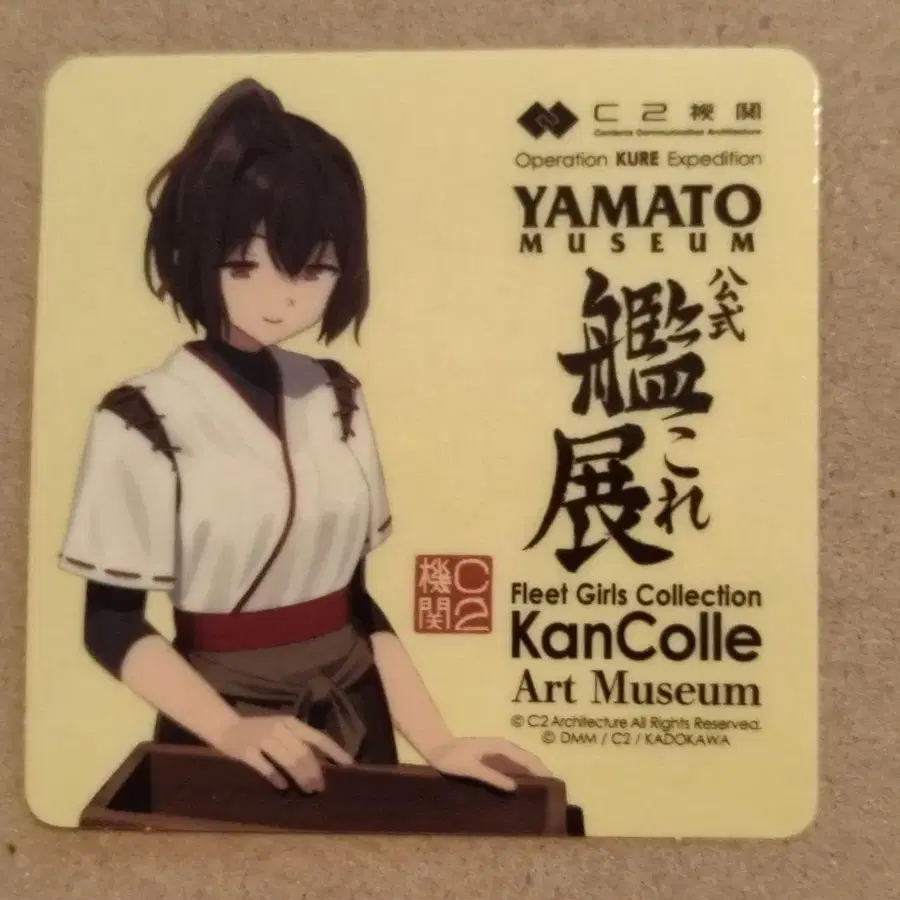 C2機関
Contents Communication Architecture
Operation KURE Expedition
YAMATO
MUSEUM
公式
艦これ
展
機関
C2
Fleet Girls Collection
KanColle
Art Museum
© C2 Architecture All Rights Reserved.
© DMM / C2 / KADOKAWA